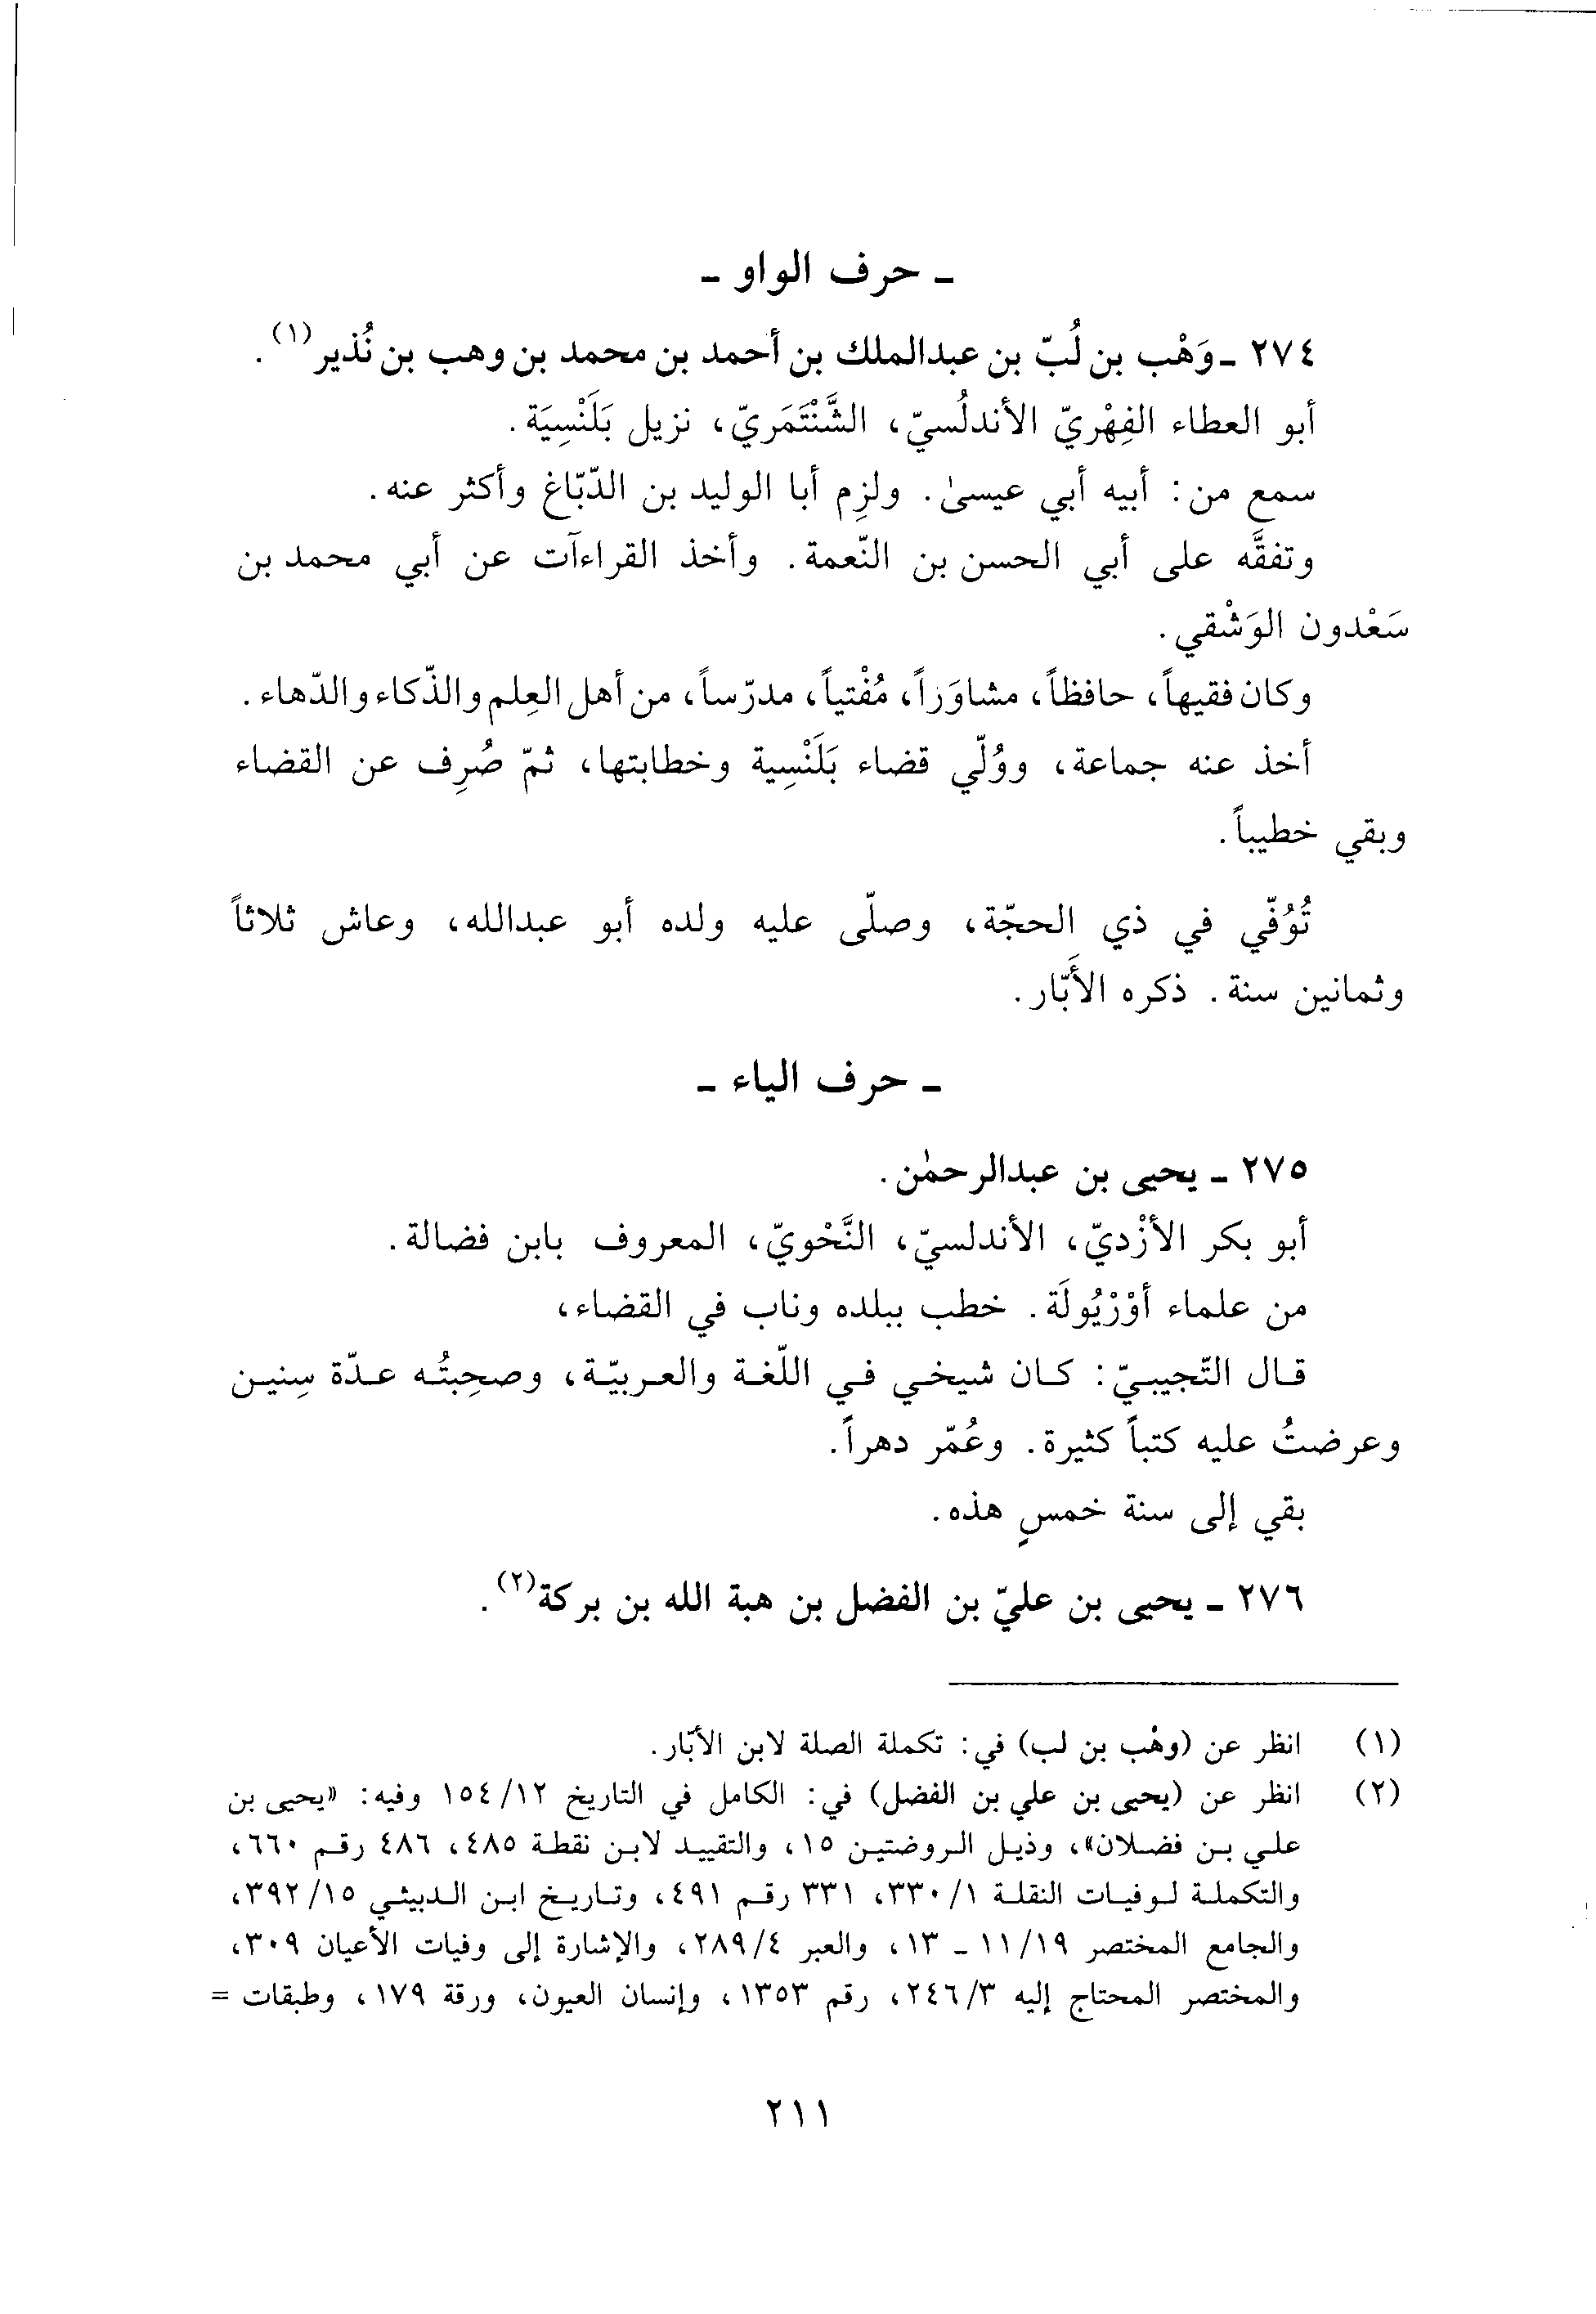 ـ حرف الواو ـ
٢٧٤ ـ وَهْب بن لُبّ بن عبدالملك بن أحمد بن محمد بن وهب بن نُذير(١).
أبو العطاء الفِهْريّ الأندلُسيّ، الشَّنْتَمَريّ، نزيل بَلَنْسِيَة.
سمع من: أبيه أبي عيسىٰ. ولزِم أبا الوليد بن الدّبّاغ وأكثر عنه.
وتفقَّه على أبي الحسن بن النّعمة. وأخذ القراءآت عن أبي محمد بن
سَعْدون الوَشْقي.
وكان فقيهاً، حافظاً، مشاوَراً، مُفْتياً، مدرّساً، من أهل العِلم والذّكاء والدّهاء.
أخذ عنه جماعة، ووُلّي قضاء بَلَنْسِية وخطابتها، ثمّ صُرِف عن القضاء
وبقي خطيباً.
تُوُفّي في ذي الحجّة، وصلّى عليه ولده أبو عبدالله، وعاش ثلاثاً
وثمانين سنة. ذكره الأَبّار.
ـ حرف الياء ـ
٢٧٥ ـ يحيى بن عبدالرحمٰن.
أبو بكر الأزْديّ، الأندلسيّ، النَّحْويّ، المعروف بابن فضالة.
من علماء أوْرْيُولَة. خطب ببلده وناب في القضاء،
قال التّجيبيّ: كان شيخي في اللّغة والعربيّة، وصحِبتُه عدّة سِنين
وعرضتُ عليه كتباً كثيرة. وعُمّر دهراً.
بقي إلى سنة خمسٍ هذه.
٢٧٦ ـ يحيى بن عليّ بن الفضل بن هبة الله بن بركة(٢).
(١) انظر عن (وهْب بن لب) في: تكملة الصلة لابن الأبّار.
(٢) انظر عن (يحيى بن علي بن الفضل) في: الكامل في التاريخ ١٥٤/١٢ وفيه: «يحيى بن
علي بن فضلان»، وذيل الروضتين ١٥، والتقييد لابن نقطة ٤٨٥، ٤٨٦ رقم ٦٦٠،
والتكملة لوفيات النقلة ٣٣٠/١، ٣٣١ رقم ٤٩١، وتاريخ ابن الدبيثي ٣٩٢/١٥،
والجامع المختصر ١١/١٩ ـ ١٣، والعبر ٢٨٩/٤، والإشارة إلى وفيات الأعيان ٣٠٩،
والمختصر المحتاج إليه ٢٤٦/٣، رقم ١٣٥٣، وإنسان العيون، ورقة ١٧٩، وطبقات =
٢١١